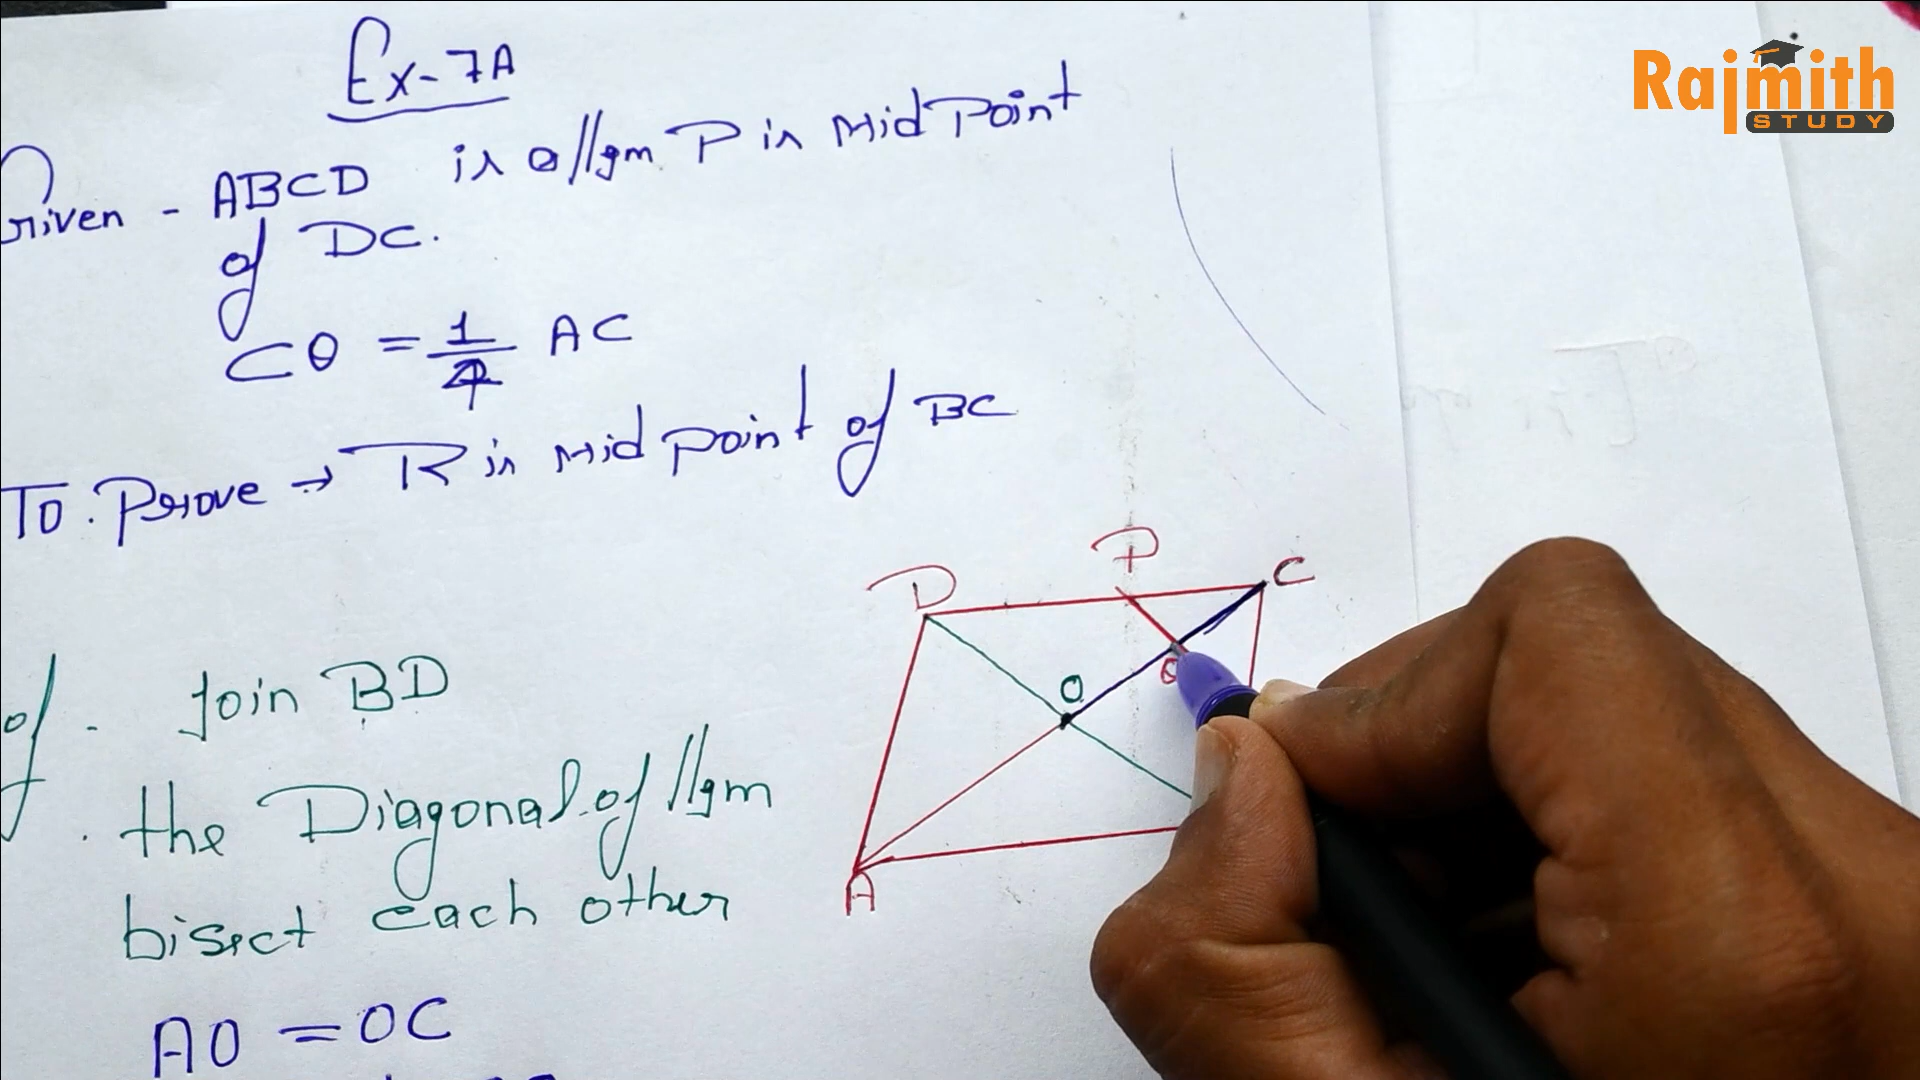 Ex-7A
Given - ABCD is a //gm P is Mid Point
of DC.
CQ = 1/4 AC
To. Prove → R is Mid point of BC
of - Join BD
the Diagonal of //gm
bisect each other
AO = OC
D P C
O Q
A
Rajmith
STUDY